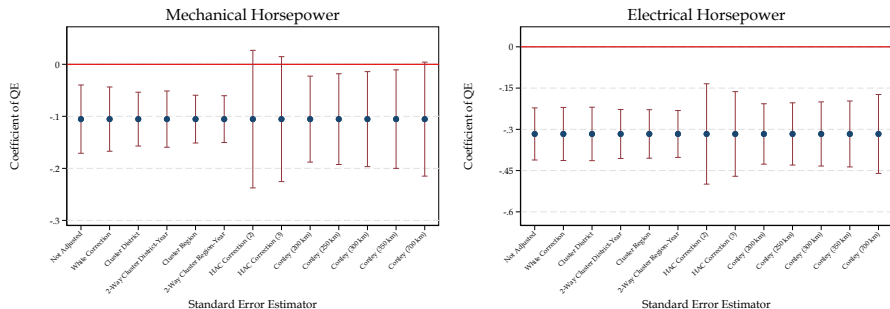 Mechanical Horsepower
Coefficient of QE
0
-.1
-.2
-.3
Not Adjusted
White Correction
Cluster District
2-Way Cluster District-Year
Cluster Region
2-Way Cluster Region-Year
HAC Correction (2)
HAC Correction (3)
Conley (200 km)
Conley (250 km)
Conley (300 km)
Conley (350 km)
Conley (700 km)
Standard Error Estimator
Electrical Horsepower
Coefficient of QE
0
-.15
-.3
-.45
-.6
Not Adjusted
White Correction
Cluster District
2-Way Cluster District-Year
Cluster Region
2-Way Cluster Region-Year
HAC Correction (2)
HAC Correction (3)
Conley (200 km)
Conley (250 km)
Conley (300 km)
Conley (350 km)
Conley (700 km)
Standard Error Estimator